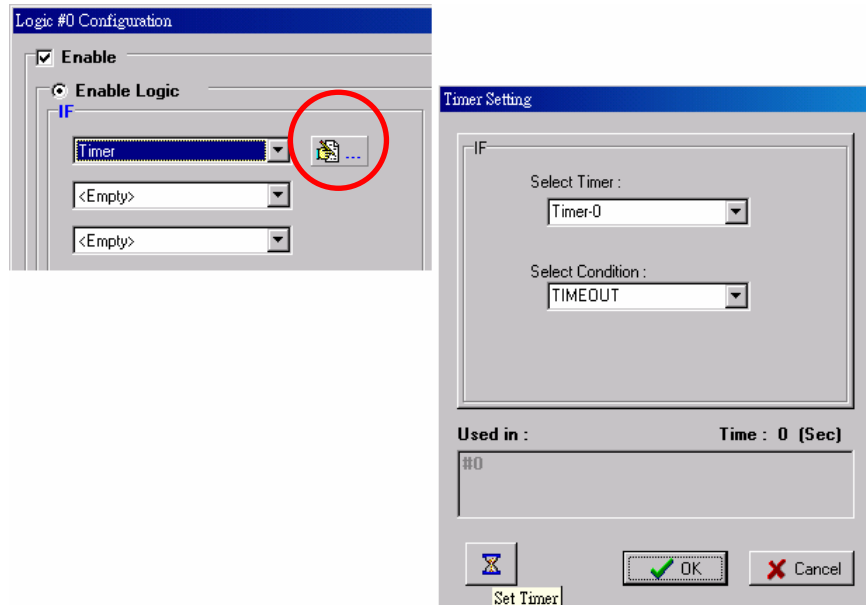 Logic #0 Configuration
Enable
Enable Logic
IF
Timer
...
<Empty>
<Empty>
Timer Setting
IF
Select Timer :
Timer-0
Select Condition :
TIMEOUT
Used in :
Time : 0 (Sec)
#0
OK
Cancel
Set Timer